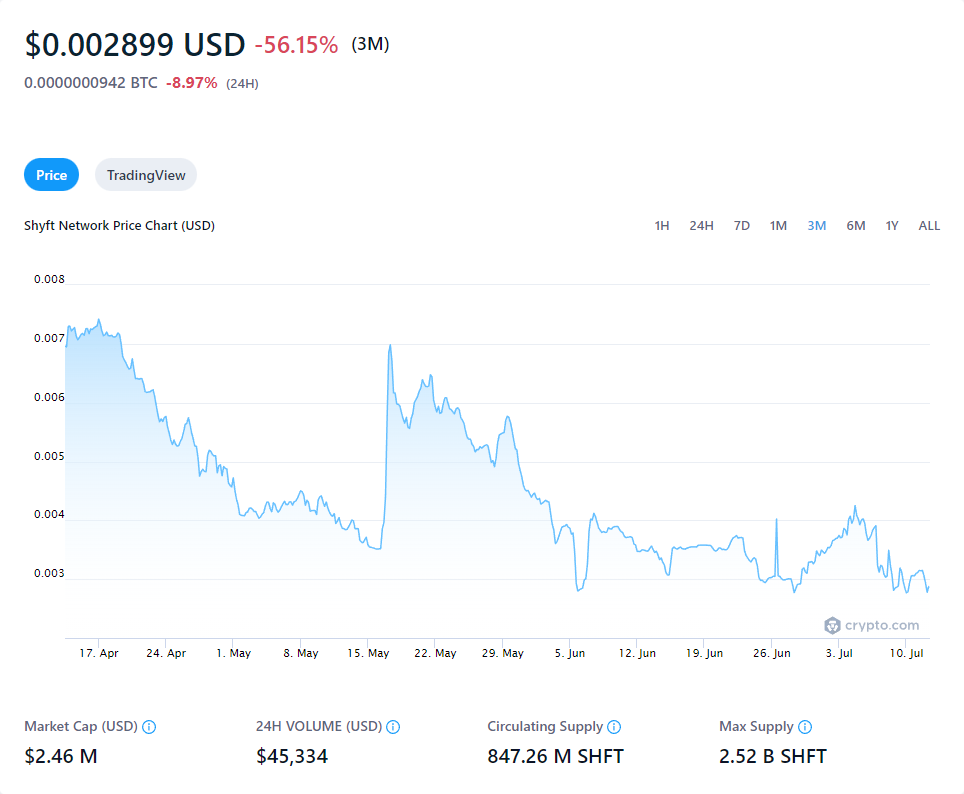 $0.002899 USD -56.15% (3M)
0.0000000942 BTC -8.97% (24H)
Price TradingView
Shyft Network Price Chart (USD) 1H 24H 7D 1M 3M 6M 1Y ALL
0.008
0.007
0.006
0.005
0.004
0.003
crypto.com
17. Apr 24. Apr 1. May 8. May 15. May 22. May 29. May 5. Jun 12. Jun 19. Jun 26. Jun 3. Jul 10. Jul
Market Cap (USD) 24H VOLUME (USD) Circulating Supply Max Supply
$2.46 M $45,334 847.26 M SHFT 2.52 B SHFT